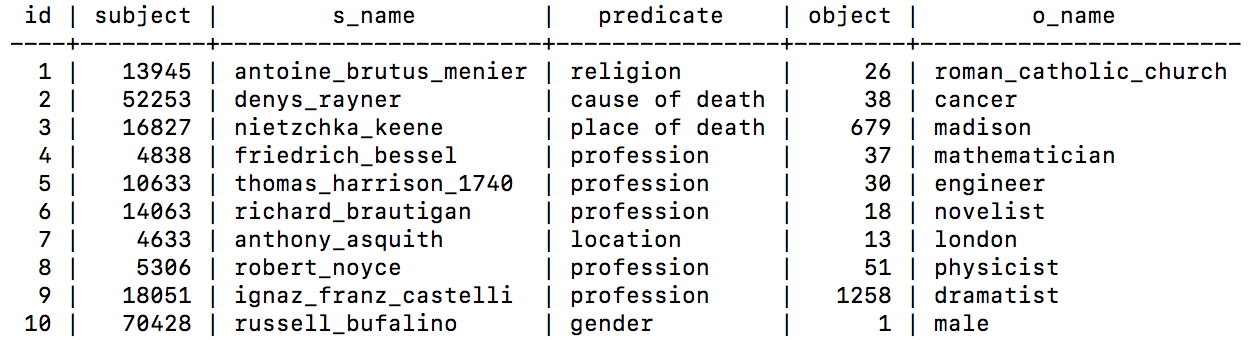 id | subject |        s_name         |   predicate    | object |        o_name
----+---------+-----------------------+----------------+--------+-----------------------
  1 |   13945 | antoine_brutus_menier | religion       |     26 | roman_catholic_church
  2 |   52253 | denys_rayner          | cause of death |     38 | cancer
  3 |   16827 | nietzchka_keene       | place of death |    679 | madison
  4 |    4838 | friedrich_bessel      | profession     |     37 | mathematician
  5 |   10633 | thomas_harrison_1740  | profession     |     30 | engineer
  6 |   14063 | richard_brautigan     | profession     |     18 | novelist
  7 |    4633 | anthony_asquith       | location       |     13 | london
  8 |    5306 | robert_noyce          | profession     |     51 | physicist
  9 |   18051 | ignaz_franz_castelli  | profession     |   1258 | dramatist
 10 |   70428 | russell_bufalino      | gender         |      1 | male